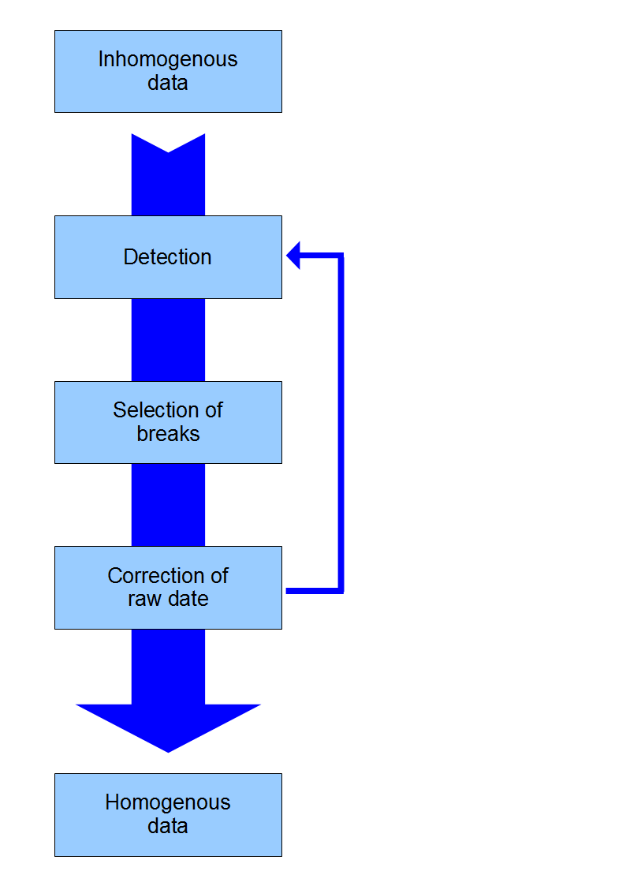 Inhomogenous
data
Detection
Selection of
breaks
Correction of
raw date
Homogenous
data